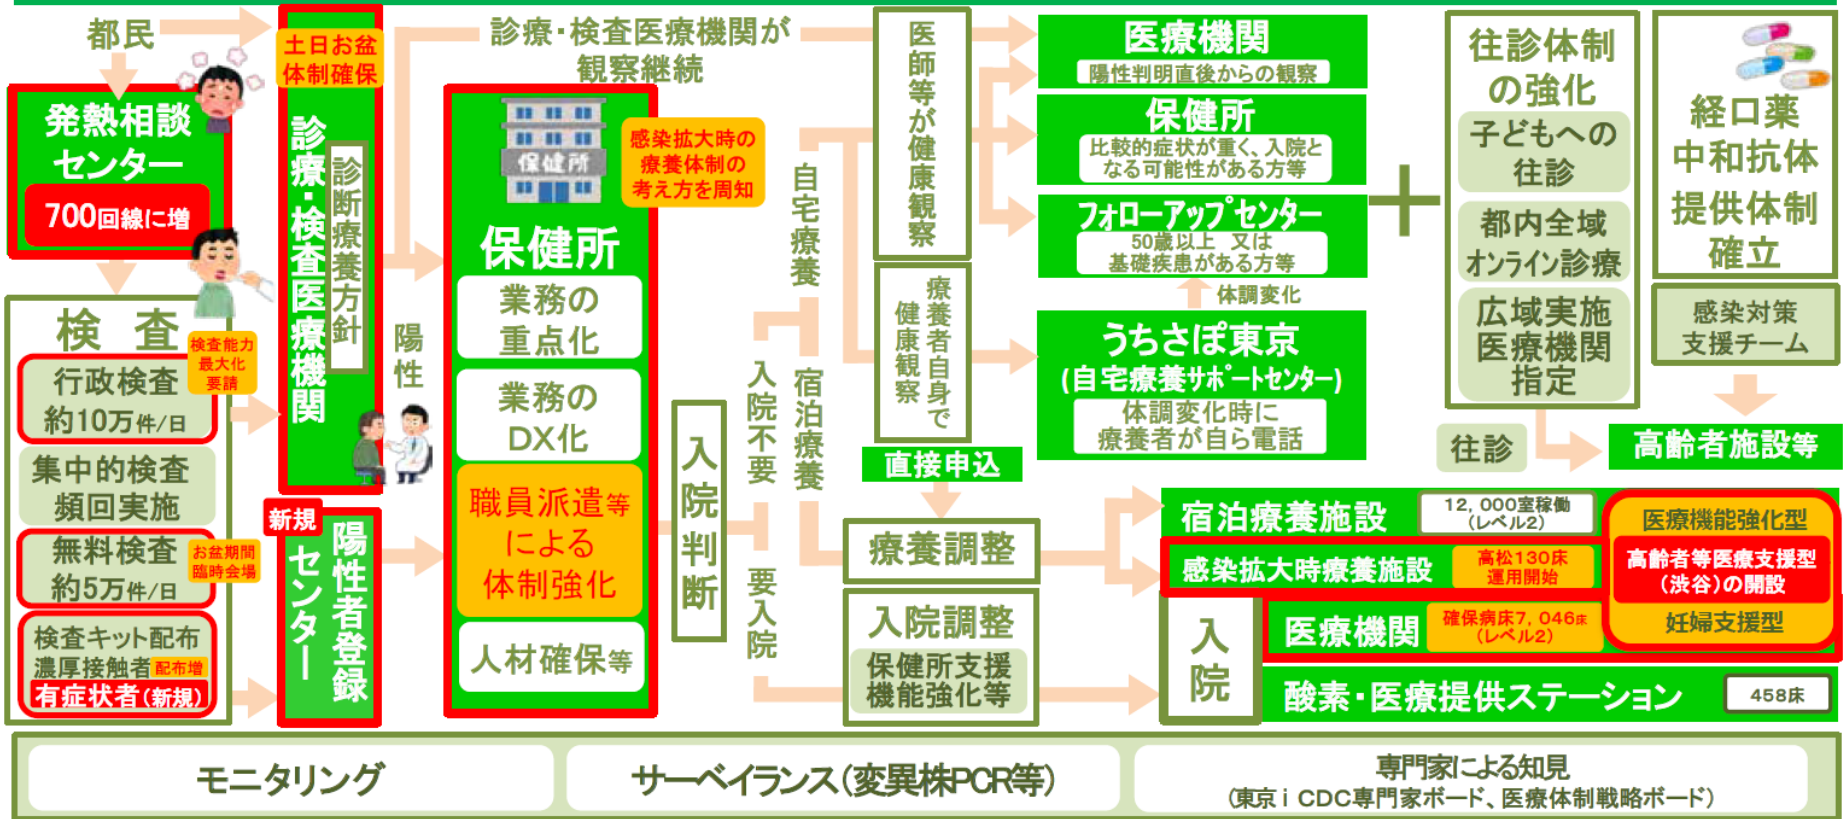 都民
発熱相談
センター
700回線に増
検 査
検査能力
最大化
要請
行政検査
約10万件/日
集中的検査
頻回実施
無料検査
約5万件/日
お盆期間
臨時会場
検査キット配布
濃厚接触者 配布増
有症状者(新規)
土日お盆
体制確保
診療・検査医療機関
診断療養方針
新規
陽性者登録
センター
診療・検査医療機関が
観察継続
陽性
保健所
感染拡大時の
療養体制の
考え方を周知
保健所
業務の
重点化
業務の
DX化
職員派遣等
による
体制強化
人材確保等
入院判断
入院不要
要入院
自宅療養
宿泊療養
医師等が健康観察
療養者自身で
健康観察
直接申込
療養調整
入院調整
保健所支援
機能強化等
医療機関
陽性判明直後からの観察
保健所
比較的症状が重く、入院と
なる可能性がある方等
フォローアップセンター
50歳以上 又は
基礎疾患がある方等
体調変化
うちさぽ東京
(自宅療養サポートセンター)
体調変化時に
療養者が自ら電話
+
往診体制
の強化
子どもへの
往診
都内全域
オンライン診療
広域実施
医療機関
指定
往診
経口薬
中和抗体
提供体制
確立
感染対策
支援チーム
高齢者施設等
宿泊療養施設
12,000室稼働
(レベル2)
感染拡大時療養施設
高松130床
運用開始
入院
医療機関
確保病床7,046床
(レベル2)
医療機能強化型
高齢者等医療支援型
(渋谷)の開設
妊婦支援型
酸素・医療提供ステーション
458床
モニタリング
サーベイランス(変異株PCR等)
専門家による知見
(東京iCDC専門家ボード、医療体制戦略ボード)